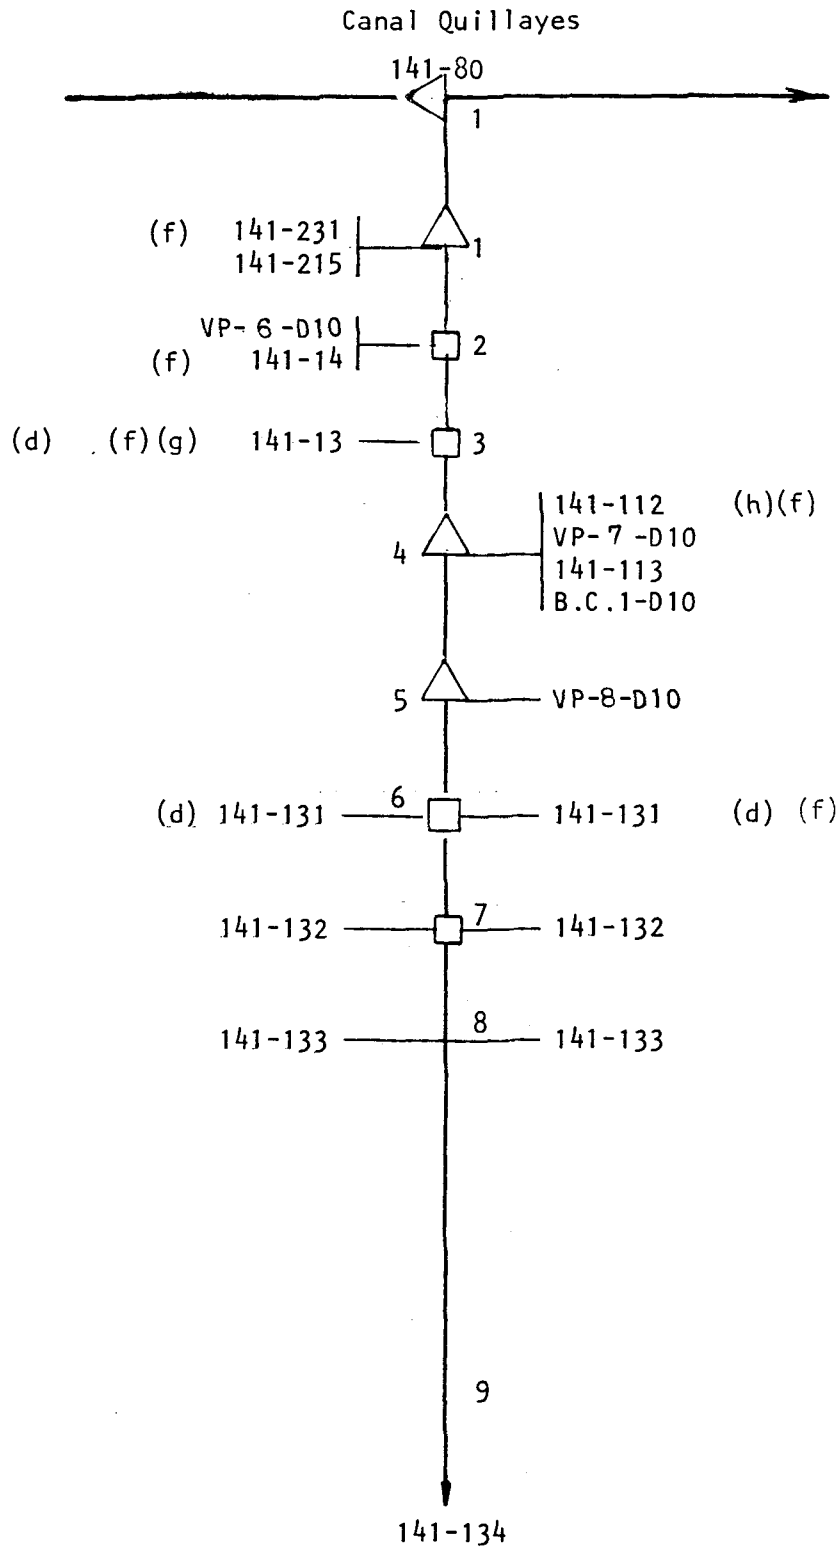 Canal Quillayes
141-80
1
(f) 141-231
141-215
1
VP-6-D10
(f) 141-14
2
(d) (f)(g) 141-13
3
4
141-112 (h)(f)
VP-7-D10
141-113
B.C.1-D10
5
VP-8-D10
(d) 141-131
6
141-131 (d) (f)
141-132
7
141-132
141-133
8
141-133
9
141-134